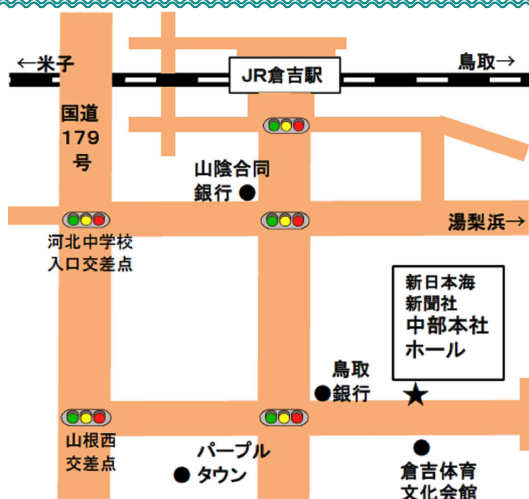 ←米子
JR倉吉駅
鳥取→
国道
179
号
山陰合同
銀行
湯梨浜→
河北中学校
入口交差点
新日本海
新聞社
中部本社
ホール
鳥取
銀行
山根西
交差点
パープル
タウン
倉吉体育
文化会館